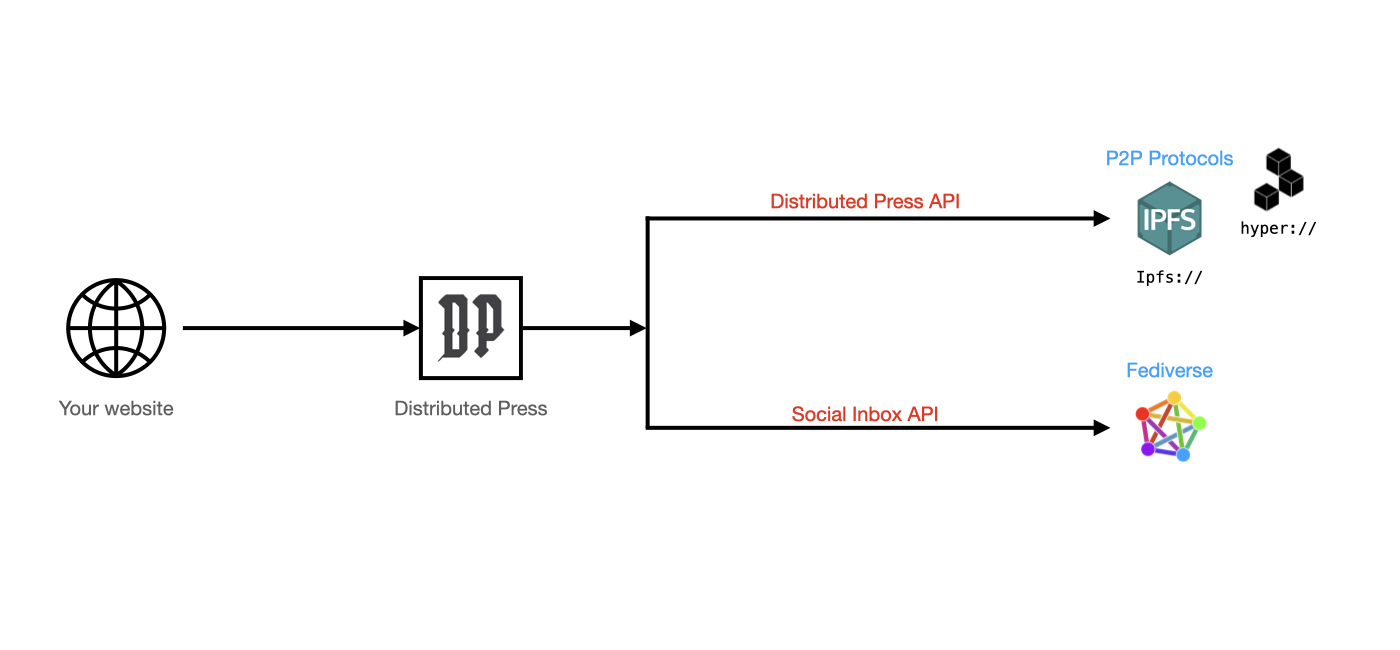 P2P Protocols
Distributed Press API
IPFS
hyper://
Ipfs://
DP
Your website
Distributed Press
Fediverse
Social Inbox API